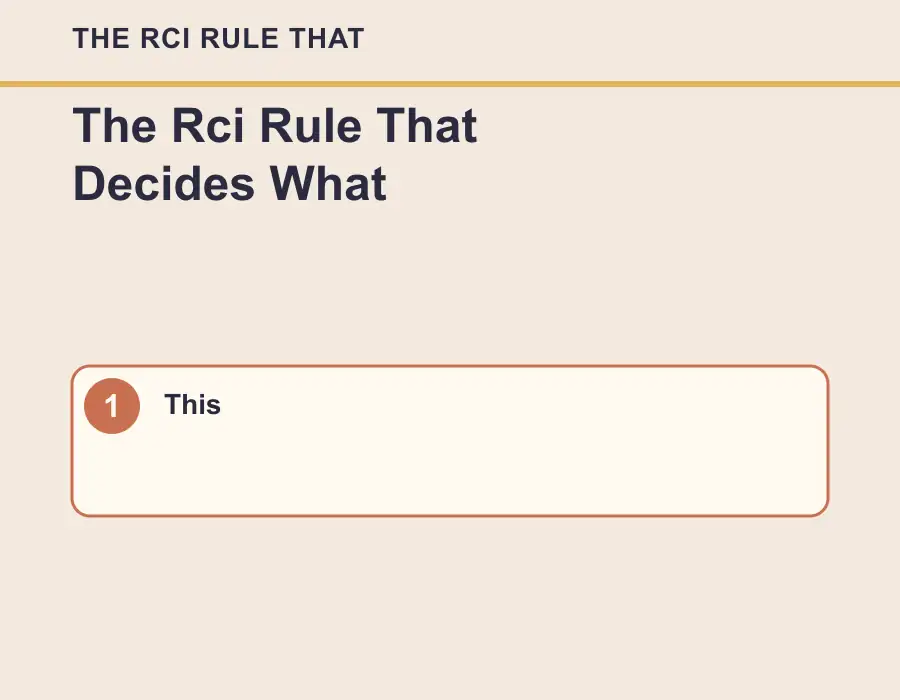 THE RCI RULE THAT
The Rci Rule That
Decides What
1 This